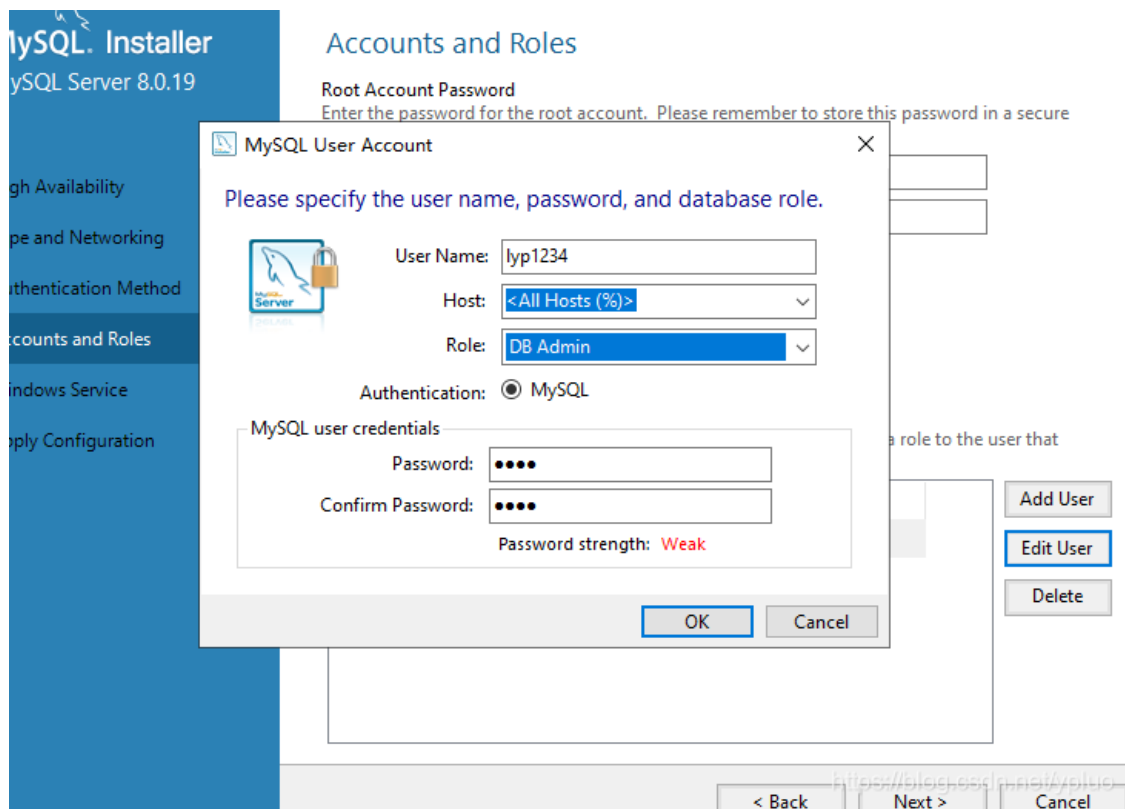 MySQL. Installer
MySQL Server 8.0.19
gh Availability
pe and Networking
uthentication Method
ccounts and Roles
indows Service
pply Configuration
Accounts and Roles
Root Account Password
Enter the password for the root account. Please remember to store this password in a secure
MySQL User Account
Please specify the user name, password, and database role.
MySQL
Server
User Name: lyp1234
Host: <All Hosts (%)>
Role: DB Admin
Authentication: MySQL
MySQL user credentials
Password: ●●●●
Confirm Password: ●●●●
Password strength: Weak
OK
Cancel
a role to the user that
Add User
Edit User
Delete
https://blog.csdn.net/ypluo
< Back
Next >
Cancel